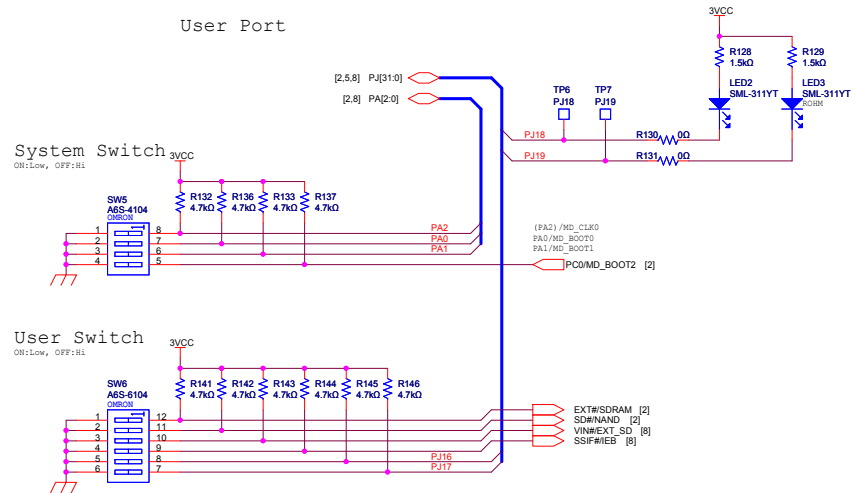 User Port
3VCC
R128
1.5kΩ
R129
1.5kΩ
[2,5,8] PJ[31:0]
[2,8] PA[2:0]
TP6
PJ18
TP7
PJ19
LED2
SML-311YT
LED3
SML-311YT
ROHM
PJ18
R130 0Ω
PJ19
R131 0Ω
System Switch
ON:Low, OFF:Hi
3VCC
SW5
A6S-4104
OMRON
R132
4.7kΩ
R136
4.7kΩ
R133
4.7kΩ
R137
4.7kΩ
1 8 PA2
2 7 PA0
3 6 PA1
4 5
(PA2)/MD_CLK0
PA0/MD_BOOT0
PA1/MD_BOOT1
PC0/MD_BOOT2 [2]
User Switch
ON:Low, OFF:Hi
3VCC
SW6
A6S-6104
OMRON
R141
4.7kΩ
R142
4.7kΩ
R143
4.7kΩ
R144
4.7kΩ
R145
4.7kΩ
R146
4.7kΩ
1 12
2 11
3 10
4 9
5 8 PJ16
6 7 PJ17
EXT#/SDRAM [2]
SD#/NAND [2]
VIN#/EXT_SD [8]
SSIF#/IEB [8]